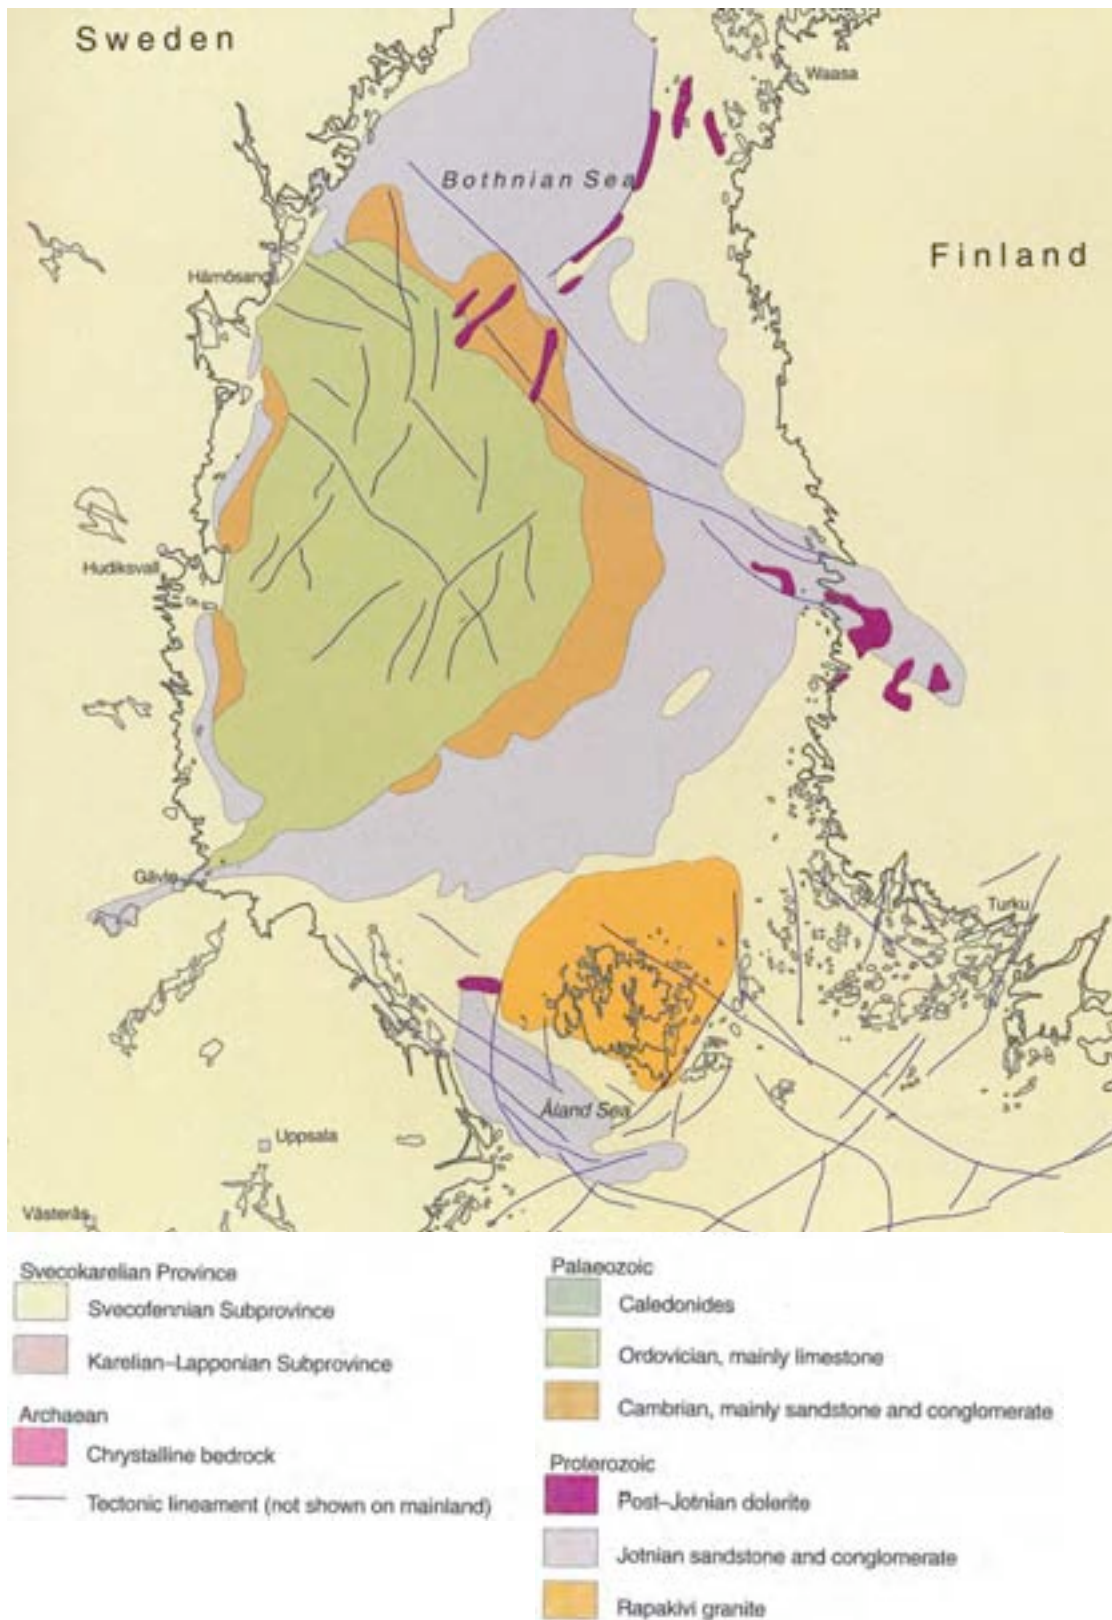 Sweden
Waasa
Bothnian Sea
Finland
Härnösand
Hudiksvall
Gävle
Turku
Åland Sea
Uppsala
Västerås
Svecokarelian Province
Svecofennian Subprovince
Karelian–Lapponian Subprovince
Archaean
Chrystalline bedrock
Tectonic lineament (not shown on mainland)
Palaeozoic
Caledonides
Ordovician, mainly limestone
Cambrian, mainly sandstone and conglomerate
Proterozoic
Post–Jotnian dolerite
Jotnian sandstone and conglomerate
Rapakivi granite